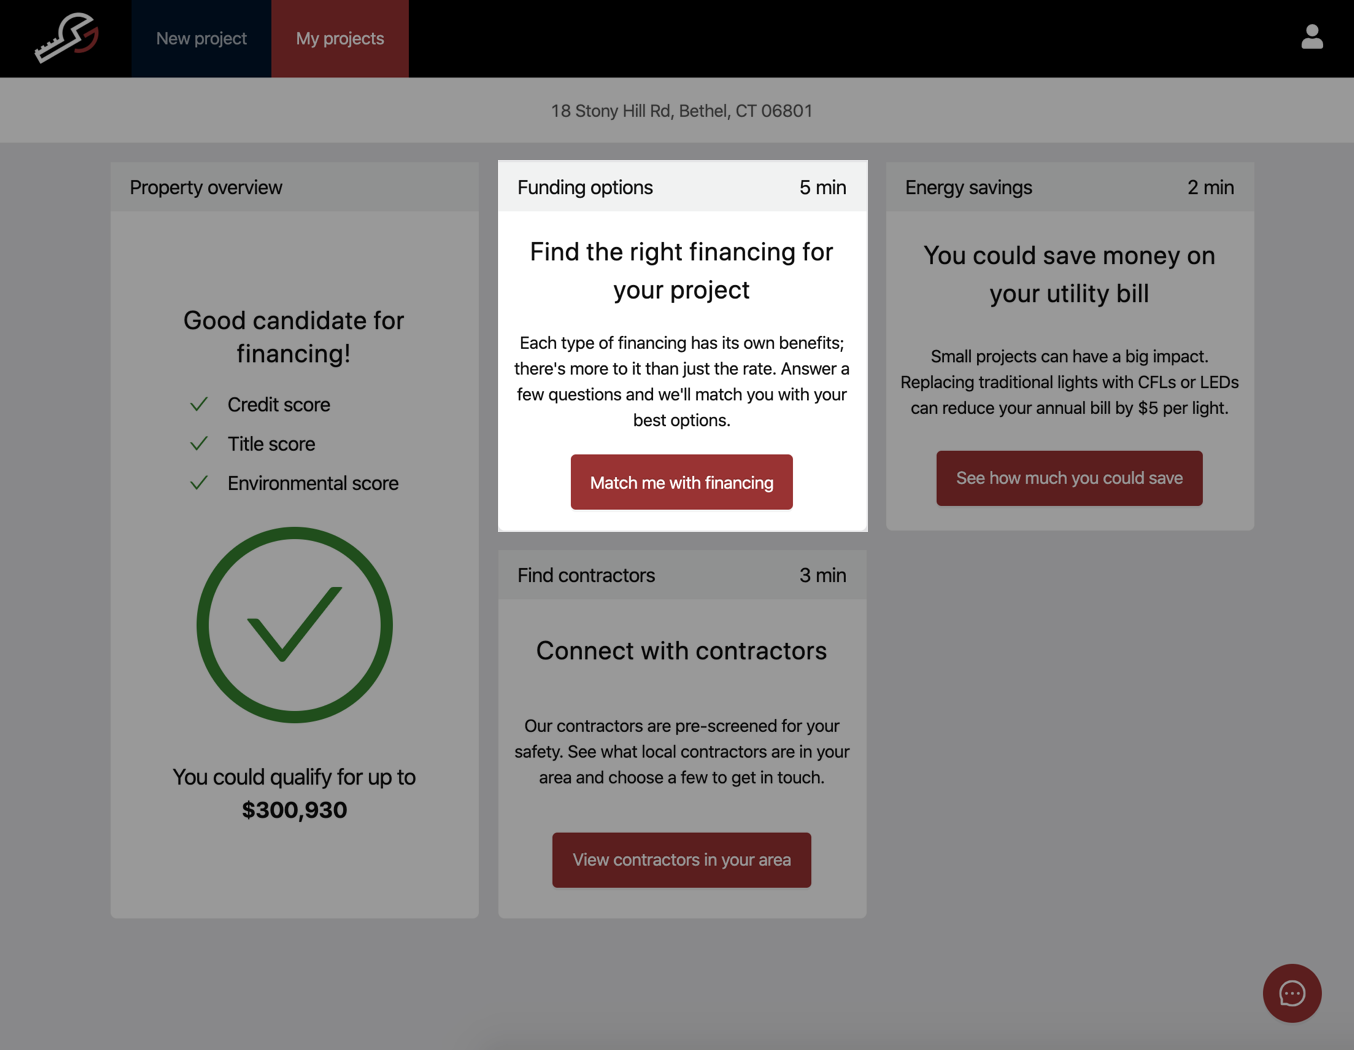 New project
My projects
18 Stony Hill Rd, Bethel, CT 06801
Property overview
Good candidate for
financing!
Credit score
Title score
Environmental score
You could qualify for up to
$300,930
Funding options 5 min
Find the right financing for
your project
Each type of financing has its own benefits;
there's more to it than just the rate. Answer a
few questions and we'll match you with your
best options.
Match me with financing
Find contractors 3 min
Connect with contractors
Our contractors are pre-screened for your
safety. See what local contractors are in your
area and choose a few to get in touch.
View contractors in your area
Energy savings 2 min
You could save money on
your utility bill
Small projects can have a big impact.
Replacing traditional lights with CFLs or LEDs
can reduce your annual bill by $5 per light.
See how much you could save